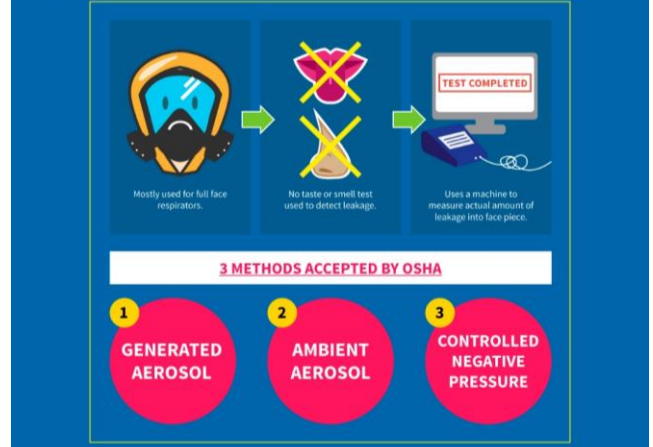 TEST COMPLETED
Mostly used for full face
respirators.
No taste or smell test
used to detect leakage.
Uses a machine to
measure actual amount of
leakage into face piece.
3 METHODS ACCEPTED BY OSHA
1
GENERATED
AEROSOL
2
AMBIENT
AEROSOL
3
CONTROLLED
NEGATIVE
PRESSURE